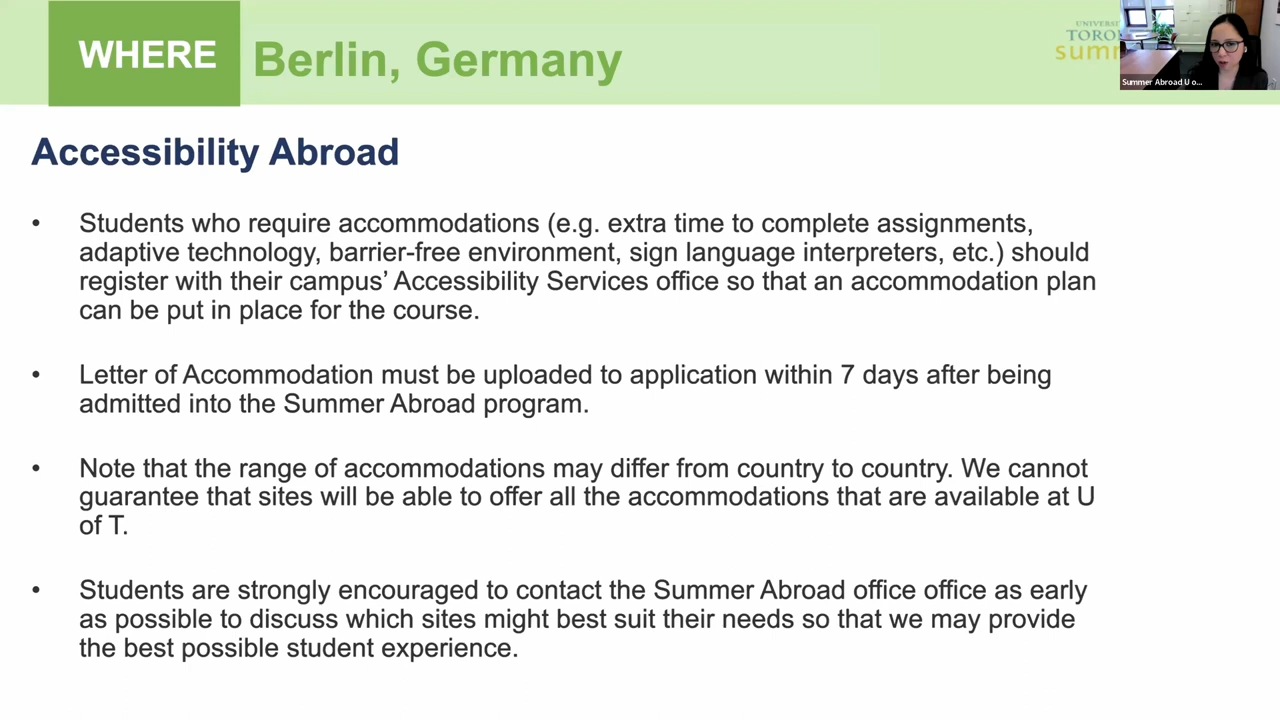 WHERE
Berlin, Germany
UNIVERSI
TORON
summ
Summer Abroad U o...
Accessibility Abroad
• Students who require accommodations (e.g. extra time to complete assignments,
adaptive technology, barrier-free environment, sign language interpreters, etc.) should
register with their campus’ Accessibility Services office so that an accommodation plan
can be put in place for the course.
• Letter of Accommodation must be uploaded to application within 7 days after being
admitted into the Summer Abroad program.
• Note that the range of accommodations may differ from country to country. We cannot
guarantee that sites will be able to offer all the accommodations that are available at U
of T.
• Students are strongly encouraged to contact the Summer Abroad office office as early
as possible to discuss which sites might best suit their needs so that we may provide
the best possible student experience.